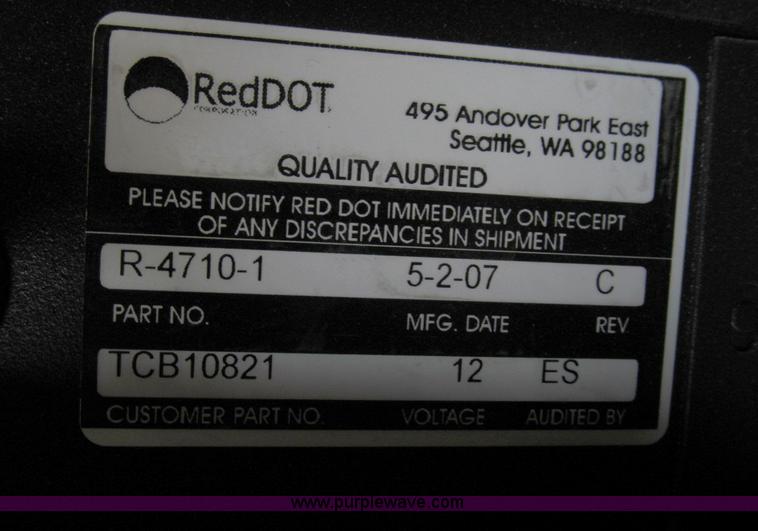 RedDOT
CORPORATION
495 Andover Park East
Seattle, WA 98188
QUALITY AUDITED
PLEASE NOTIFY RED DOT IMMEDIATELY ON RECEIPT
OF ANY DISCREPANCIES IN SHIPMENT
R-4710-1 5-2-07 C
PART NO. MFG. DATE REV
TCB10821 12 ES
CUSTOMER PART NO. VOLTAGE AUDITED BY
www.purplewave.com